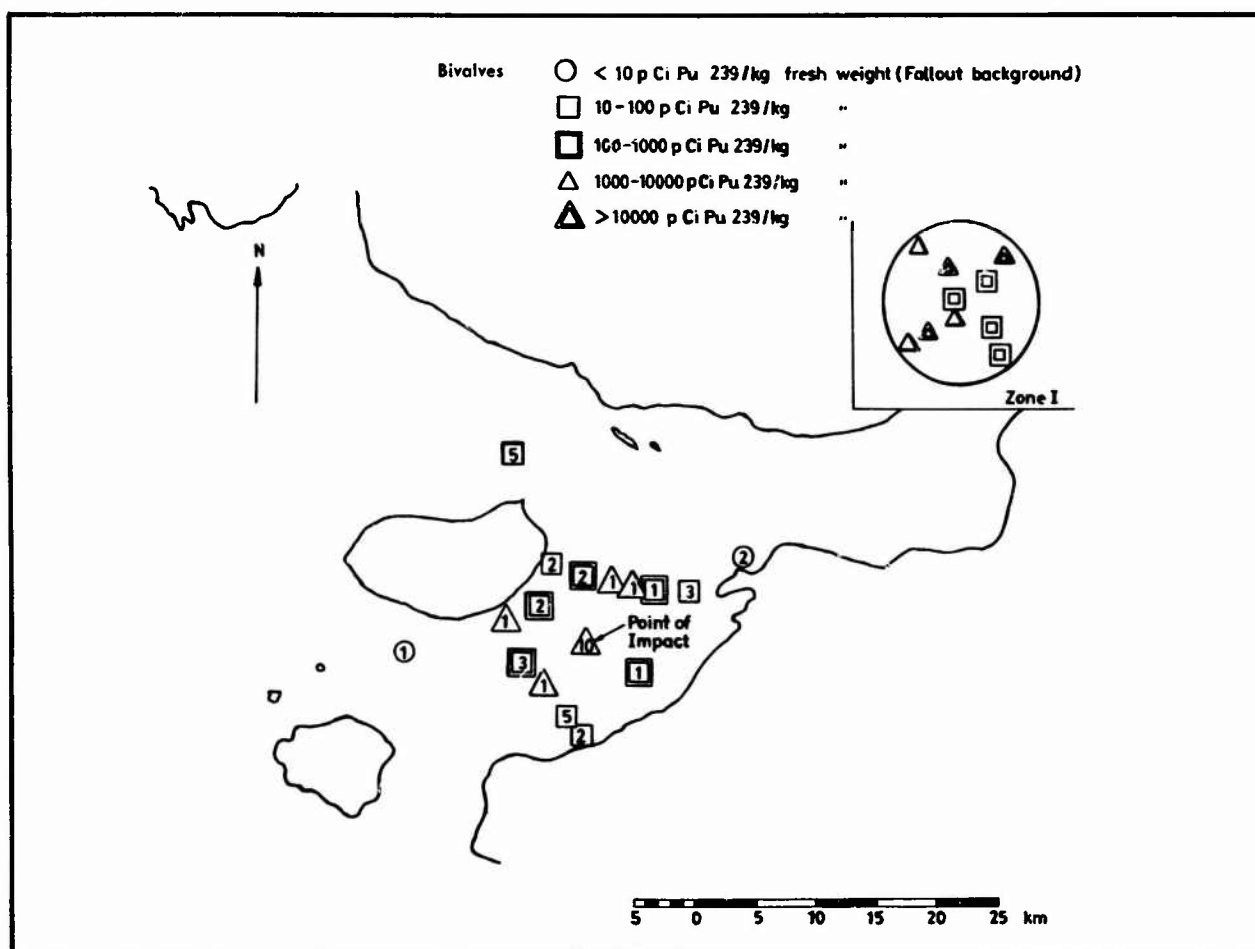 Bivalves
< 10 p Ci Pu 239/kg fresh weight (Fallout background)
10-100 p Ci Pu 239/kg "
100-1000 p Ci Pu 239/kg "
1000-10000 p Ci Pu 239/kg "
> 10000 p Ci Pu 239/kg "
N
Zone I
5
2
2
2
1
1
1
3
2
1
Point of
10
Impact
1
3
1
1
5
2
5 0 5 10 15 20 25 km